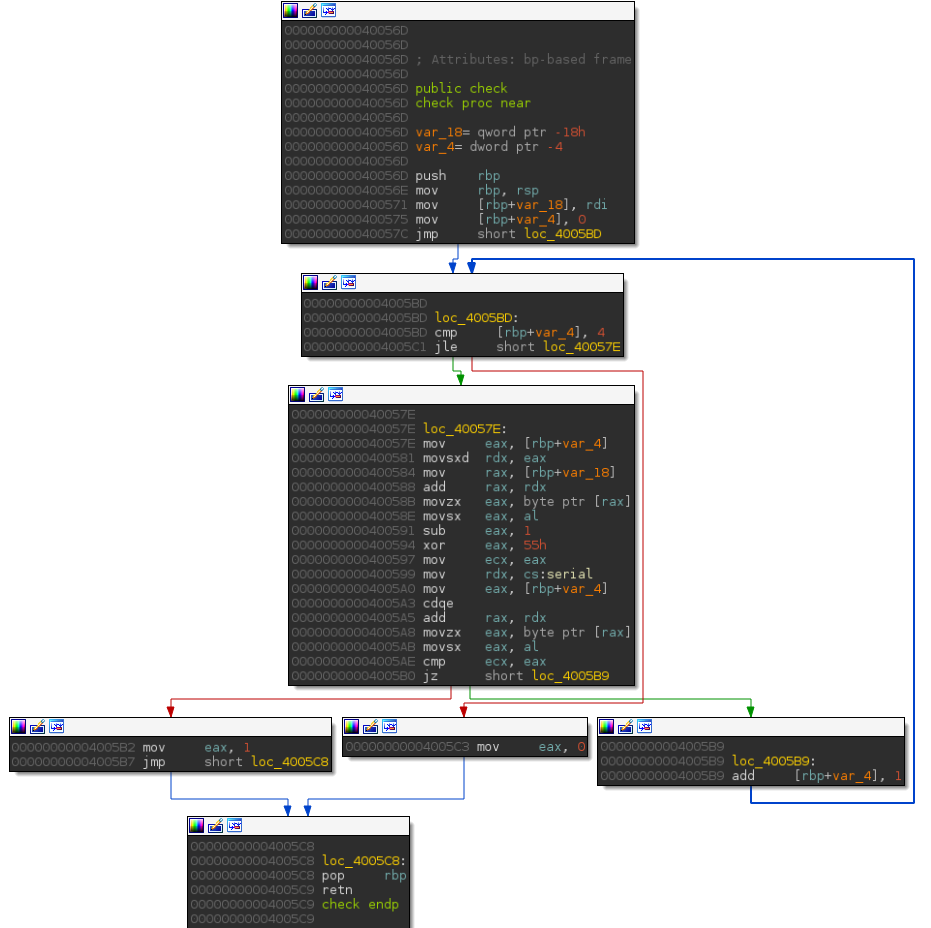 000000000040056D
000000000040056D
000000000040056D ; Attributes: bp-based frame
000000000040056D
000000000040056D public check
000000000040056D check proc near
000000000040056D
000000000040056D var_18= qword ptr -18h
000000000040056D var_4= dword ptr -4
000000000040056D
000000000040056D push rbp
000000000040056E mov rbp, rsp
0000000000400571 mov [rbp+var_18], rdi
0000000000400575 mov [rbp+var_4], 0
000000000040057C jmp short loc_4005BD
00000000004005BD
00000000004005BD loc_4005BD:
00000000004005BD cmp [rbp+var_4], 4
00000000004005C1 jle short loc_40057E
000000000040057E
000000000040057E loc_40057E:
000000000040057E mov eax, [rbp+var_4]
0000000000400581 movsxd rdx, eax
0000000000400584 mov rax, [rbp+var_18]
0000000000400588 add rax, rdx
000000000040058B movzx eax, byte ptr [rax]
000000000040058E movsx eax, al
0000000000400591 sub eax, 1
0000000000400594 xor eax, 55h
0000000000400597 mov ecx, eax
0000000000400599 mov rdx, cs:serial
00000000004005A0 mov eax, [rbp+var_4]
00000000004005A3 cdqe
00000000004005A5 add rax, rdx
00000000004005A8 movzx eax, byte ptr [rax]
00000000004005AB movsx eax, al
00000000004005AE cmp ecx, eax
00000000004005B0 jz short loc_4005B9
00000000004005B2 mov eax, 1
00000000004005B7 jmp short loc_4005C8
00000000004005C3 mov eax, 0
00000000004005B9
00000000004005B9 loc_4005B9:
00000000004005B9 add [rbp+var_4], 1
00000000004005C8
00000000004005C8 loc_4005C8:
00000000004005C8 pop rbp
00000000004005C9 retn
00000000004005C9 check endp
00000000004005C9